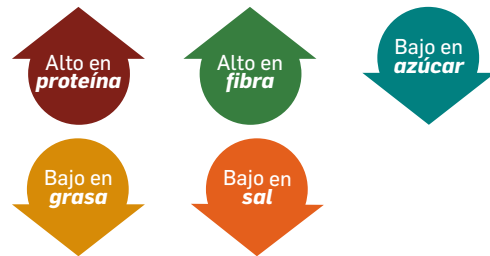 Alto en
proteína
Alto en
fibra
Bajo en
azúcar
Bajo en
grasa
Bajo en
sal